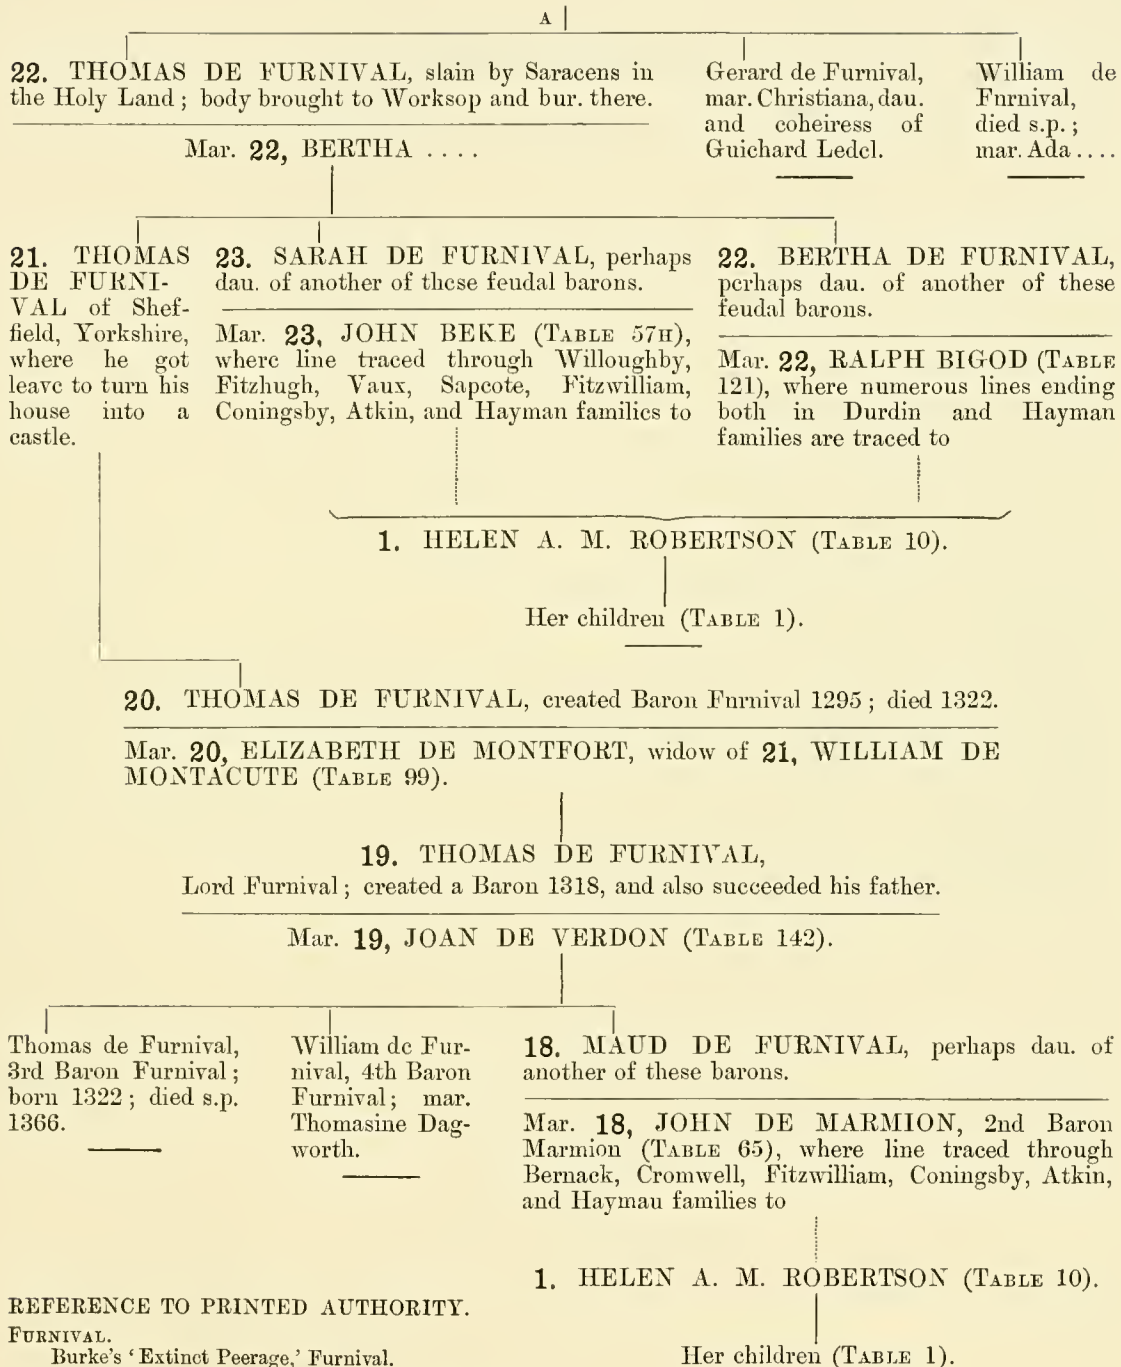 A
22. THOMAS DE FURNIVAL, slain by Saracens in
the Holy Land; body brought to Worksop and bur. there.
Mar. 22, BERTHA ....
Gerard de Furnival,
mar. Christiana, dau.
and coheiress of
Guichard Ledel.
William de
Furnival,
died s.p.;
mar. Ada ....
21. THOMAS
DE FURNI-
VAL of Shef-
field, Yorkshire,
where he got
leave to turn his
house into a
castle.
23. SARAH DE FURNIVAL, perhaps
dau. of another of these feudal barons.
Mar. 23, JOHN BEKE (TABLE 57H),
where line traced through Willoughby,
Fitzhugh, Vaux, Sapcote, Fitzwilliam,
Coningsby, Atkin, and Hayman families to
22. BERTHA DE FURNIVAL,
perhaps dau. of another of these
feudal barons.
Mar. 22, RALPH BIGOD (TABLE
121), where numerous lines ending
both in Durdin and Hayman
families are traced to
1. HELEN A. M. ROBERTSON (TABLE 10).
Her children (TABLE 1).
20. THOMAS DE FURNIVAL, created Baron Furnival 1295; died 1322.
Mar. 20, ELIZABETH DE MONTFORT, widow of 21, WILLIAM DE
MONTACUTE (TABLE 99).
19. THOMAS DE FURNIVAL,
Lord Furnival; created a Baron 1318, and also succeeded his father.
Mar. 19, JOAN DE VERDON (TABLE 142).
Thomas de Furnival,
3rd Baron Furnival;
born 1322; died s.p.
1366.
William de Fur-
nival, 4th Baron
Furnival; mar.
Thomasine Dag-
worth.
18. MAUD DE FURNIVAL, perhaps dau. of
another of these barons.
Mar. 18, JOHN DE MARMION, 2nd Baron
Marmion (TABLE 65), where line traced through
Bernack, Cromwell, Fitzwilliam, Coningsby, Atkin,
and Hayman families to
1. HELEN A. M. ROBERTSON (TABLE 10).
Her children (TABLE 1).
REFERENCE TO PRINTED AUTHORITY.
FURNIVAL.
Burke's 'Extinct Peerage,' Furnival.